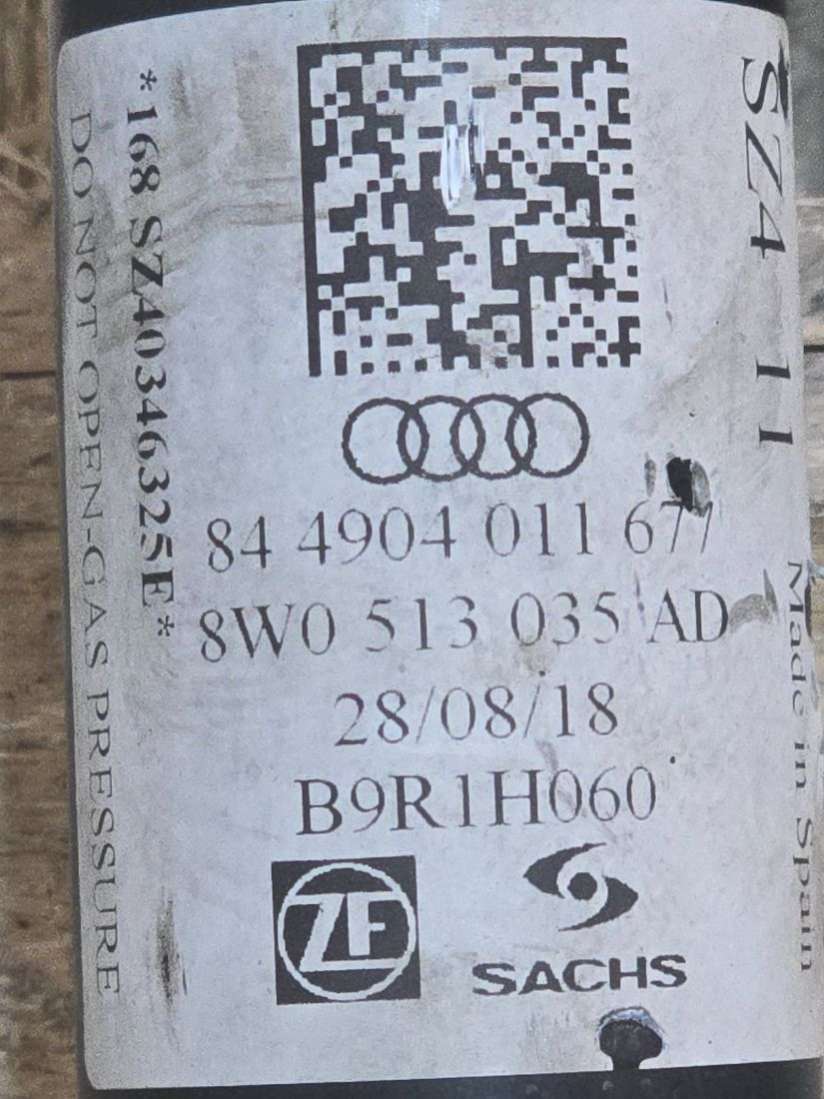 *168 SZ40346325E*
DO NOT OPEN-GAS PRESSURE
SZ4 11
84 4904 011 677
8W0 513 035 AD
28/08/18
B9R1H060
ZF
SACHS
Made in Spain